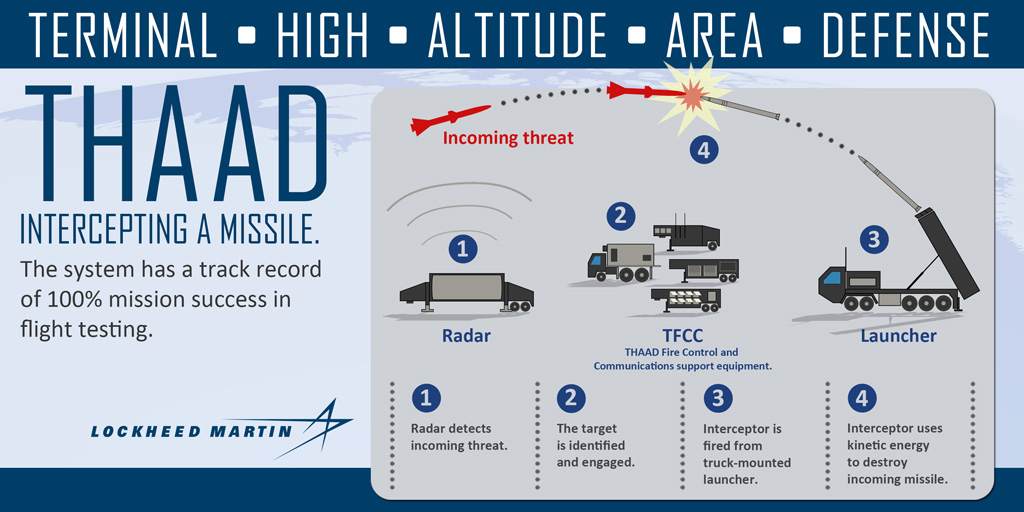 TERMINAL ▪ HIGH ▪ ALTITUDE ▪ AREA ▪ DEFENSE
THAAD
INTERCEPTING A MISSILE.
The system has a track record
of 100% mission success in
flight testing.
LOCKHEED MARTIN
Incoming threat
4
1
2
3
Radar
TFCC
THAAD Fire Control and
Communications support equipment.
Launcher
1
Radar detects
incoming threat.
2
The target
is identified
and engaged.
3
Interceptor is
fired from
truck-mounted
launcher.
4
Interceptor uses
kinetic energy
to destroy
incoming missile.